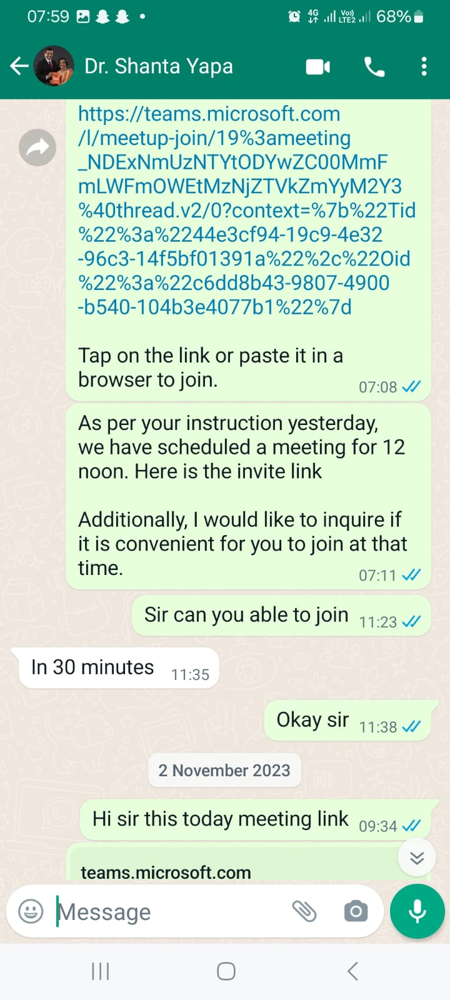 07:59
4G Vo)) LTE2 68%
Dr. Shanta Yapa
https://teams.microsoft.com
/l/meetup-join/19%3ameeting
_NDExNmUzNTYtODYwZC00MmF
mLWFmOWEtMzNjZTVkZmYyM2Y3
%40thread.v2/0?context=%7b%22Tid
%22%3a%2244e3cf94-19c9-4e32
-96c3-14f5bf01391a%22%2c%22Oid
%22%3a%22c6dd8b43-9807-4900
-b540-104b3e4077b1%22%7d
Tap on the link or paste it in a
browser to join.
07:08
As per your instruction yesterday,
we have scheduled a meeting for 12
noon. Here is the invite link
Additionally, I would like to inquire if
it is convenient for you to join at that
time.
07:11
Sir can you able to join 11:23
In 30 minutes 11:35
Okay sir 11:38
2 November 2023
Hi sir this today meeting link 09:34
teams.microsoft.com
Message